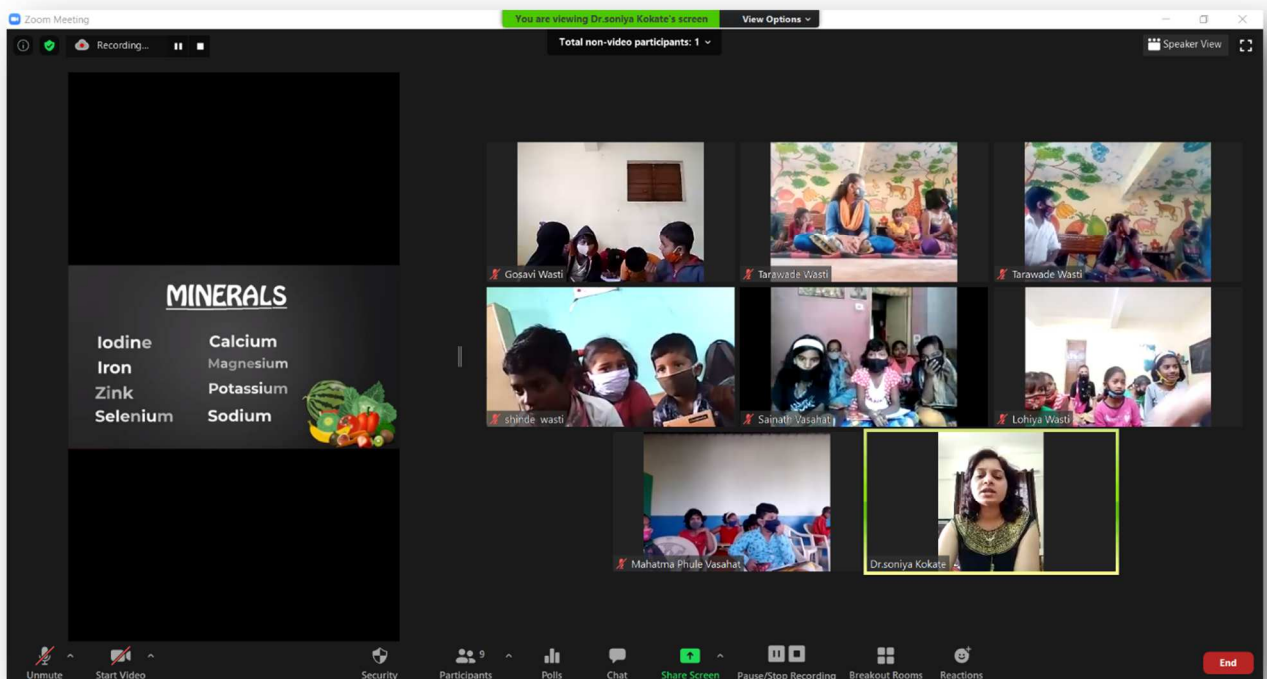 Zoom Meeting
You are viewing Dr.soniya Kokate's screen
View Options
Recording...
Total non-video participants: 1
Speaker View
MINERALS
Iodine
Calcium
Iron
Magnesium
Zink
Potassium
Selenium
Sodium
Gosavi Wasti
Tarawade Wasti
Tarawade Wasti
shinde wasti
Sainath Vasahat
Lohiya Wasti
Mahatma Phule Vasahat
Dr.soniya Kokate
Unmute
Start Video
Security
Participants
9
Polls
Chat
Share Screen
Pause/Stop Recording
Breakout Rooms
Reactions
End